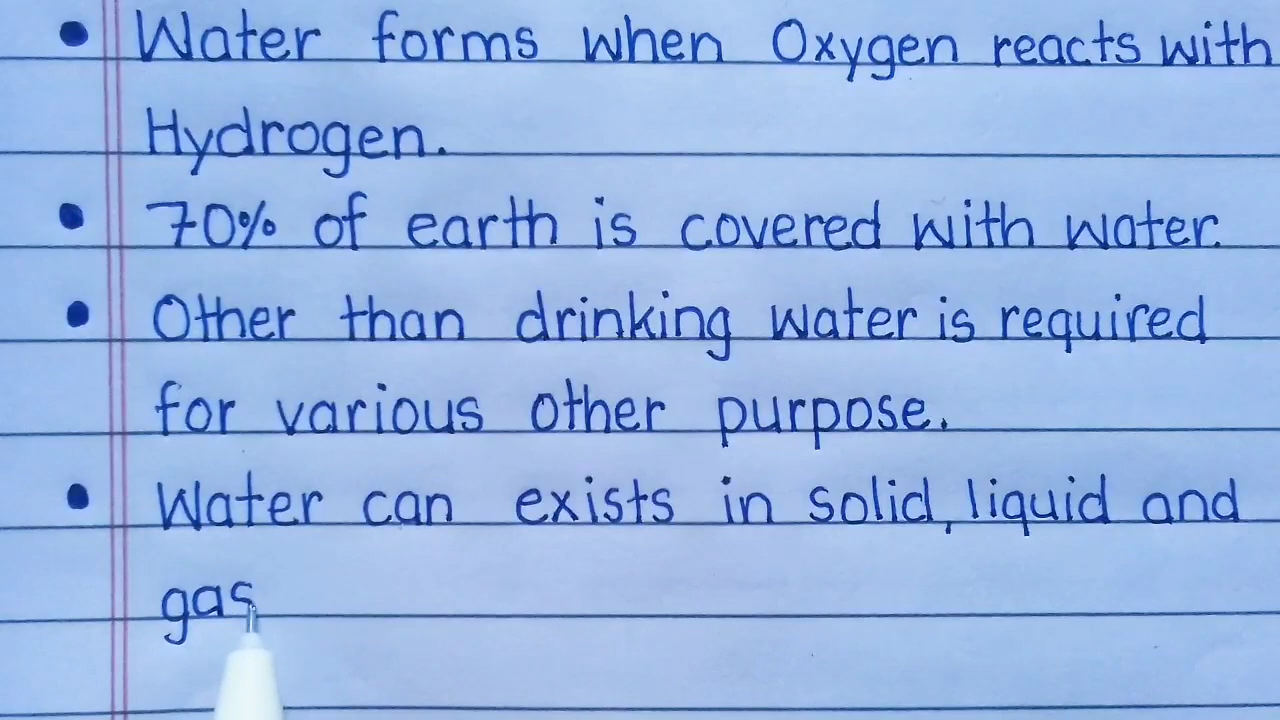 • Water forms when Oxygen reacts with
Hydrogen.
• 70% of earth is covered with water.
• Other than drinking water is required
for various other purpose.
• Water can exists in solid, liquid and
gas